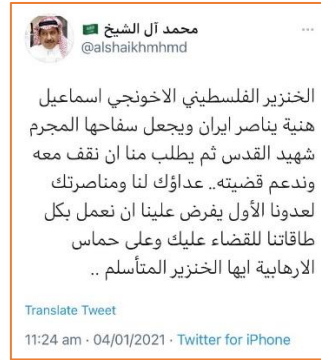 محمد آل الشيخ 🇸🇦
@alshaikhmhmd
الخنزير الفلسطيني الاخونجي اسماعيل
هنية يناصر ايران ويجعل سفاحها المجرم
شهيد القدس ثم يطلب منا ان نقف معه
وندعم قضيته.. عداؤك لنا ومناصرتك
لعدونا الأول يفرض علينا ان نعمل بكل
طاقاتنا للقضاء عليك وعلى حماس
الارهابية ايها الخنزير المتأسلم ..
Translate Tweet
11:24 am · 04/01/2021 · Twitter for iPhone